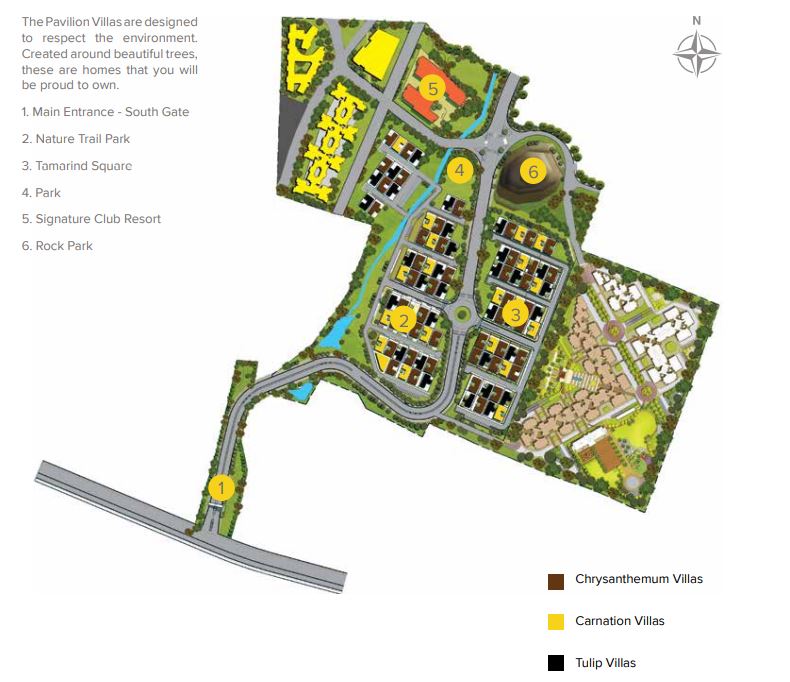 The Pavilion Villas are designed
to respect the environment.
Created around beautiful trees,
these are homes that you will
be proud to own.
1. Main Entrance - South Gate
2. Nature Trail Park
3. Tamarind Square
4. Park
5. Signature Club Resort
6. Rock Park
N
5
4
6
2
3
1
Chrysanthemum Villas
Carnation Villas
Tulip Villas